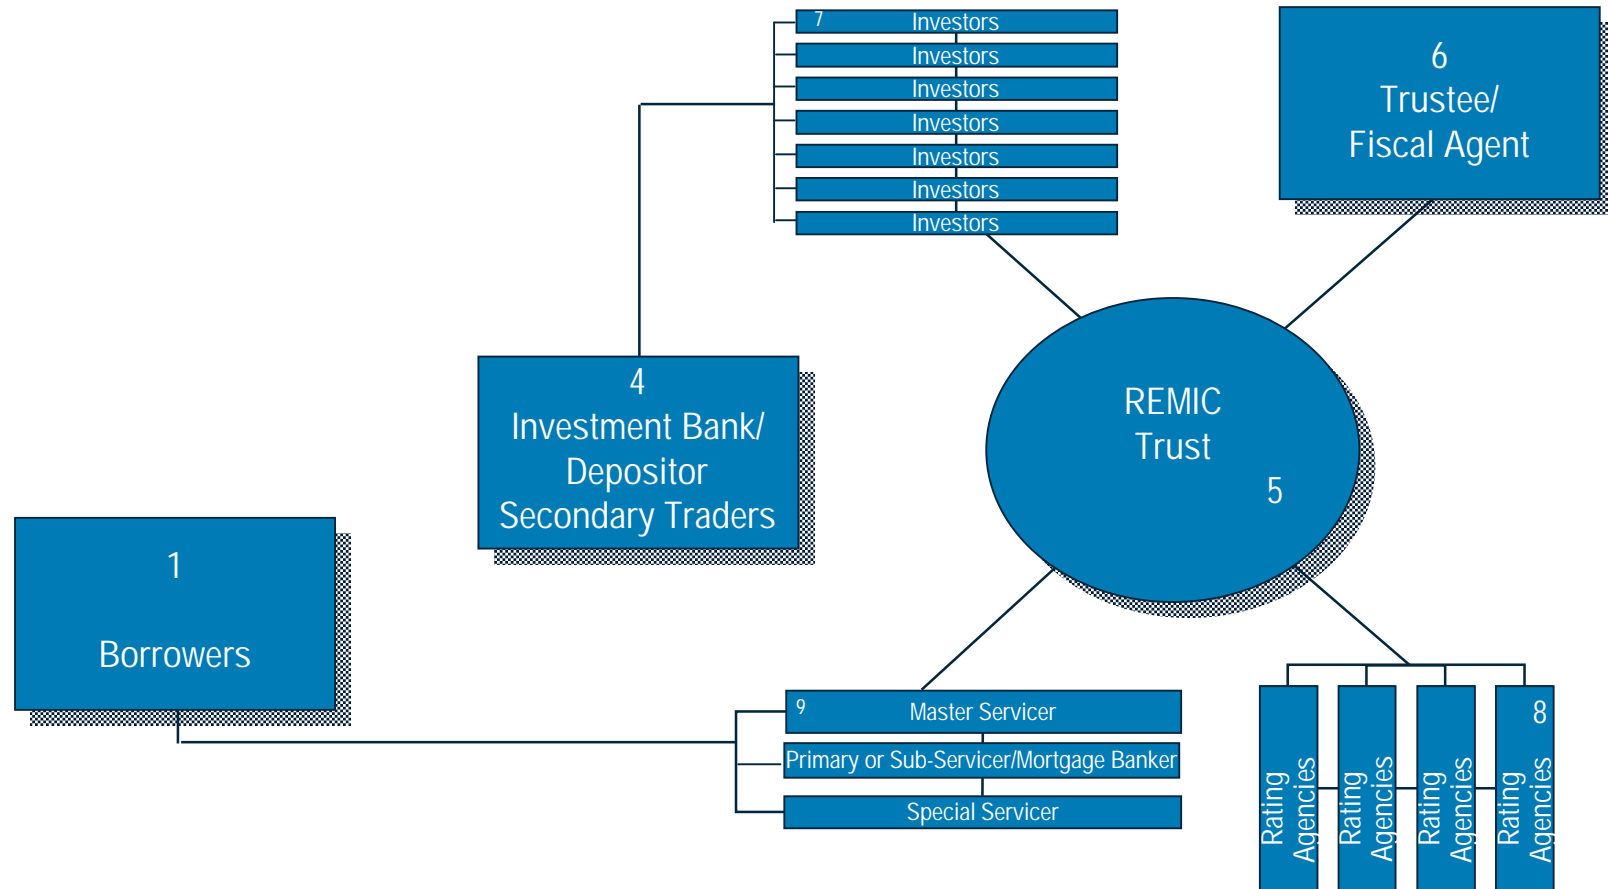 7 Investors
Investors
Investors
Investors
Investors
Investors
Investors
6
Trustee/
Fiscal Agent
4
Investment Bank/
Depositor
Secondary Traders
REMIC
Trust
5
1
Borrowers
9 Master Servicer
Primary or Sub-Servicer/Mortgage Banker
Special Servicer
8
Rating
Agencies
Rating
Agencies
Rating
Agencies
Rating
Agencies